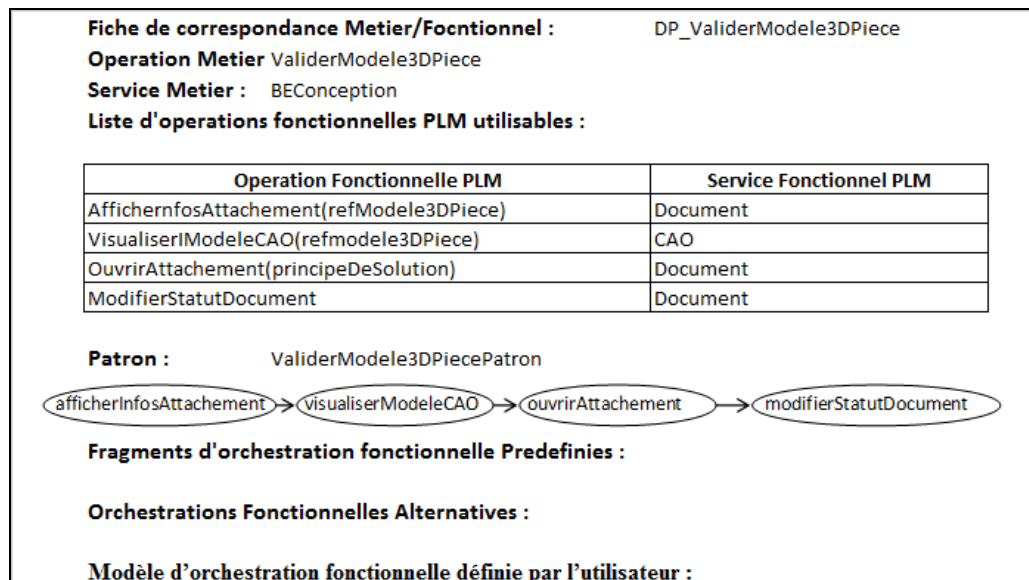 Fiche de correspondance Metier/Focntionnel : DP_ValiderModele3DPiece
Operation Metier ValiderModele3DPiece
Service Metier : BEConception
Liste d'operations fonctionnelles PLM utilisables :
Operation Fonctionnelle PLM Service Fonctionnel PLM
AffichernfosAttachement(refModele3DPiece) Document
VisualiserIModeleCAO(refmodele3DPiece) CAO
OuvrirAttachement(principeDeSolution) Document
ModifierStatutDocument Document
Patron : ValiderModele3DPiecePatron
afficherInfosAttachement visualiserModeleCAO ouvrirAttachement modifierStatutDocument
Fragments d'orchestration fonctionnelle Predefinies :
Orchestrations Fonctionnelles Alternatives :
Modèle d'orchestration fonctionnelle définie par l'utilisateur :